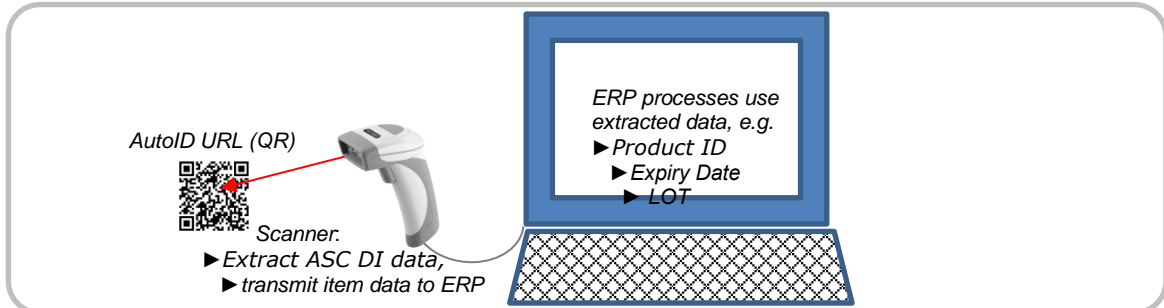 AutoID URL (QR)
Scanner:
►Extract ASC DI data,
►transmit item data to ERP
ERP processes use
extracted data, e.g.
►Product ID
►Expiry Date
► LOT